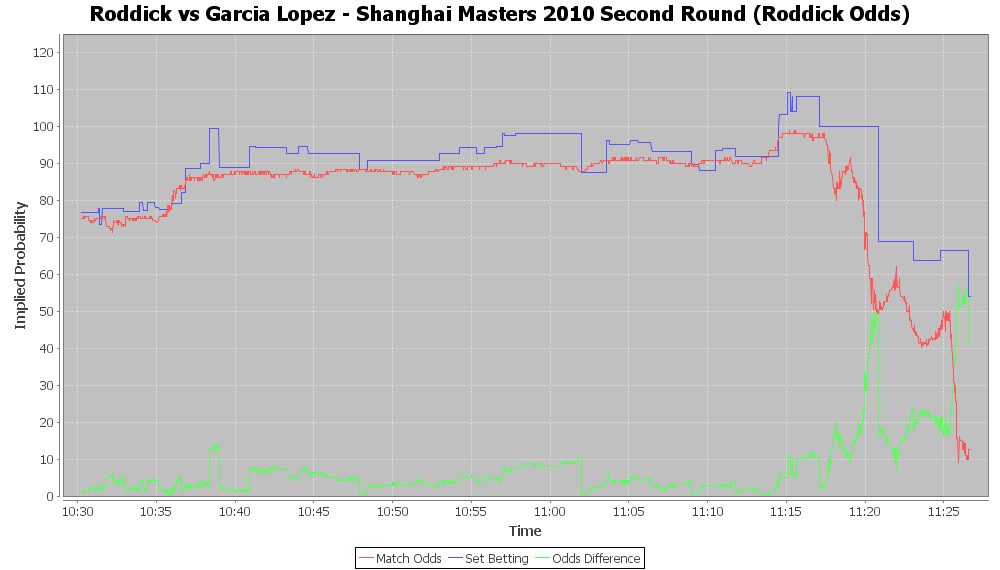 Roddick vs Garcia Lopez - Shanghai Masters 2010 Second Round (Roddick Odds)
120
110
100
90
80
70
60
50
40
30
20
10
0
Implied Probability
10:30 10:35 10:40 10:45 10:50 10:55 11:00 11:05 11:10 11:15 11:20 11:25
Time
Match Odds Set Betting Odds Difference